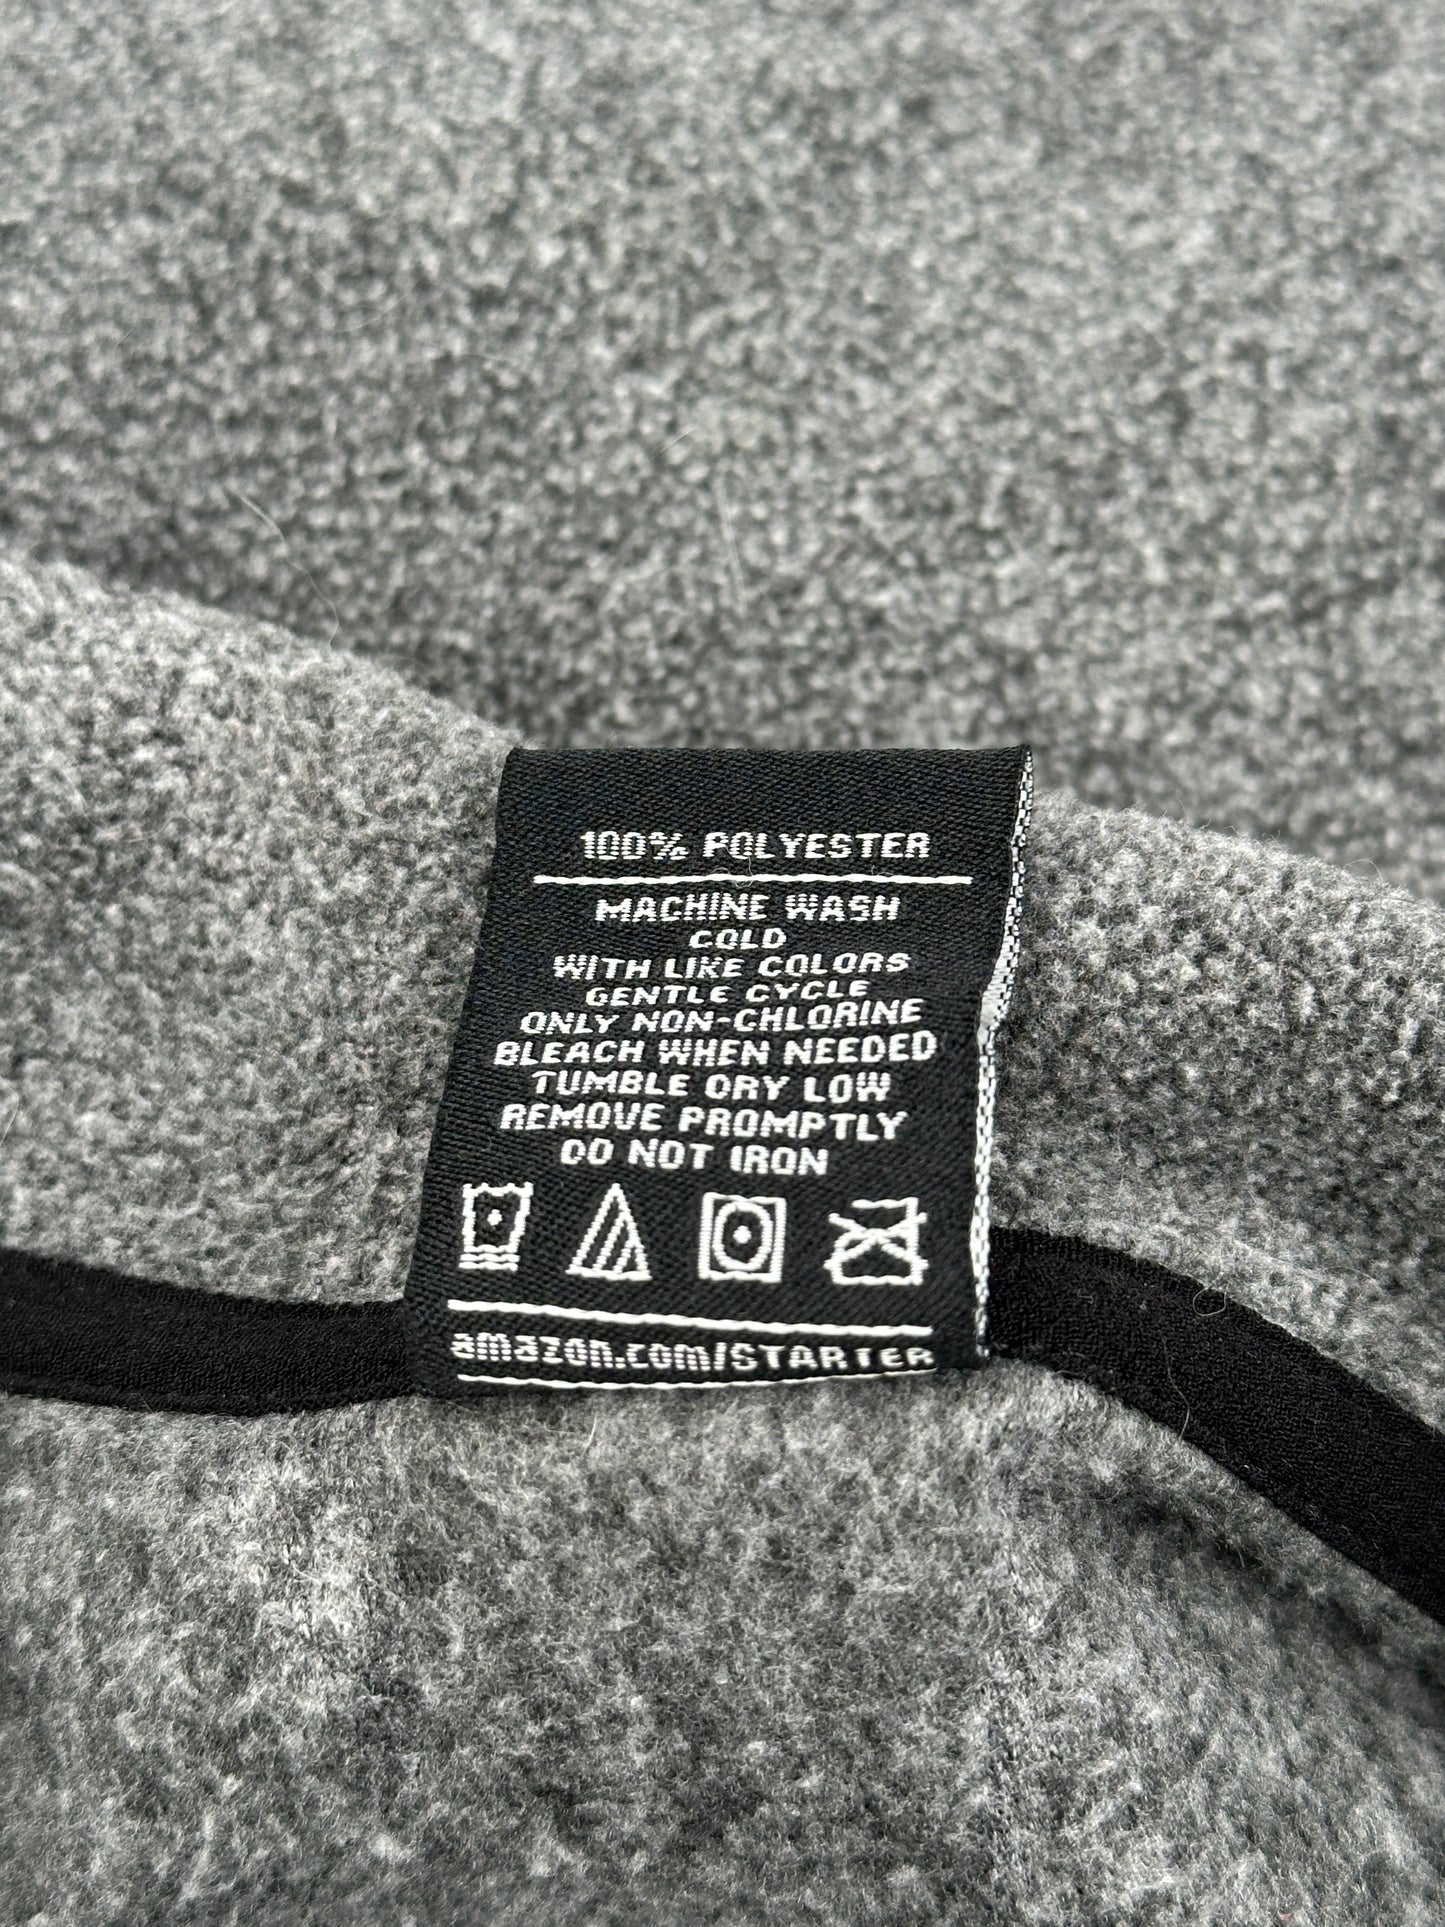 100% POLYESTER
MACHINE WASH
COLD
WITH LIKE COLORS
GENTLE CYCLE
ONLY NON-CHLORINE
BLEACH WHEN NEEDED
TUMBLE DRY LOW
REMOVE PROMPTLY
DO NOT IRON
amazon.com/STARTER